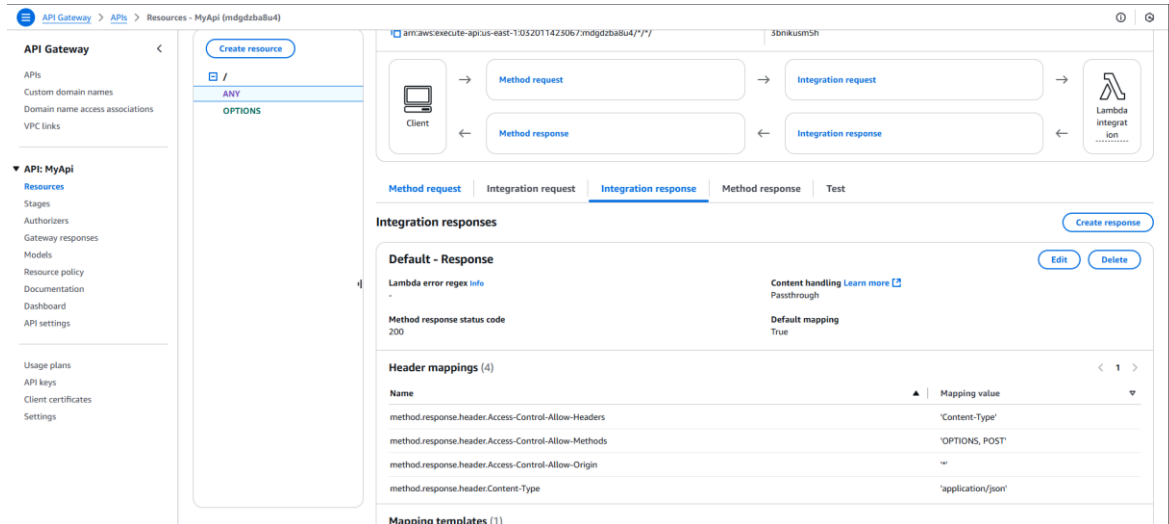 API Gateway > APIs > Resources - MyApi (mdgdzba8u4)
API Gateway
APIs
Custom domain names
Domain name access associations
VPC links
API: MyApi
Resources
Stages
Authorizers
Gateway responses
Models
Resource policy
Documentation
Dashboard
API settings
Usage plans
API keys
Client certificates
Settings
Create resource
/
ANY
OPTIONS
arn:aws:execute-api:us-east-1:032011423067:mdgdzba8u4/*/*/
3bnikusm5h
Client
Method request
Integration request
Method response
Integration response
Lambda
integrat
ion
Method request Integration request Integration response Method response Test
Integration responses
Create response
Default - Response
Edit Delete
Lambda error regex Info
-
Content handling Learn more
Passthrough
Method response status code
200
Default mapping
True
Header mappings (4)
< 1 >
Name Mapping value
method.response.header.Access-Control-Allow-Headers 'Content-Type'
method.response.header.Access-Control-Allow-Methods 'OPTIONS, POST'
method.response.header.Access-Control-Allow-Origin '*'
method.response.header.Content-Type 'application/json'
Mapping templates (1)